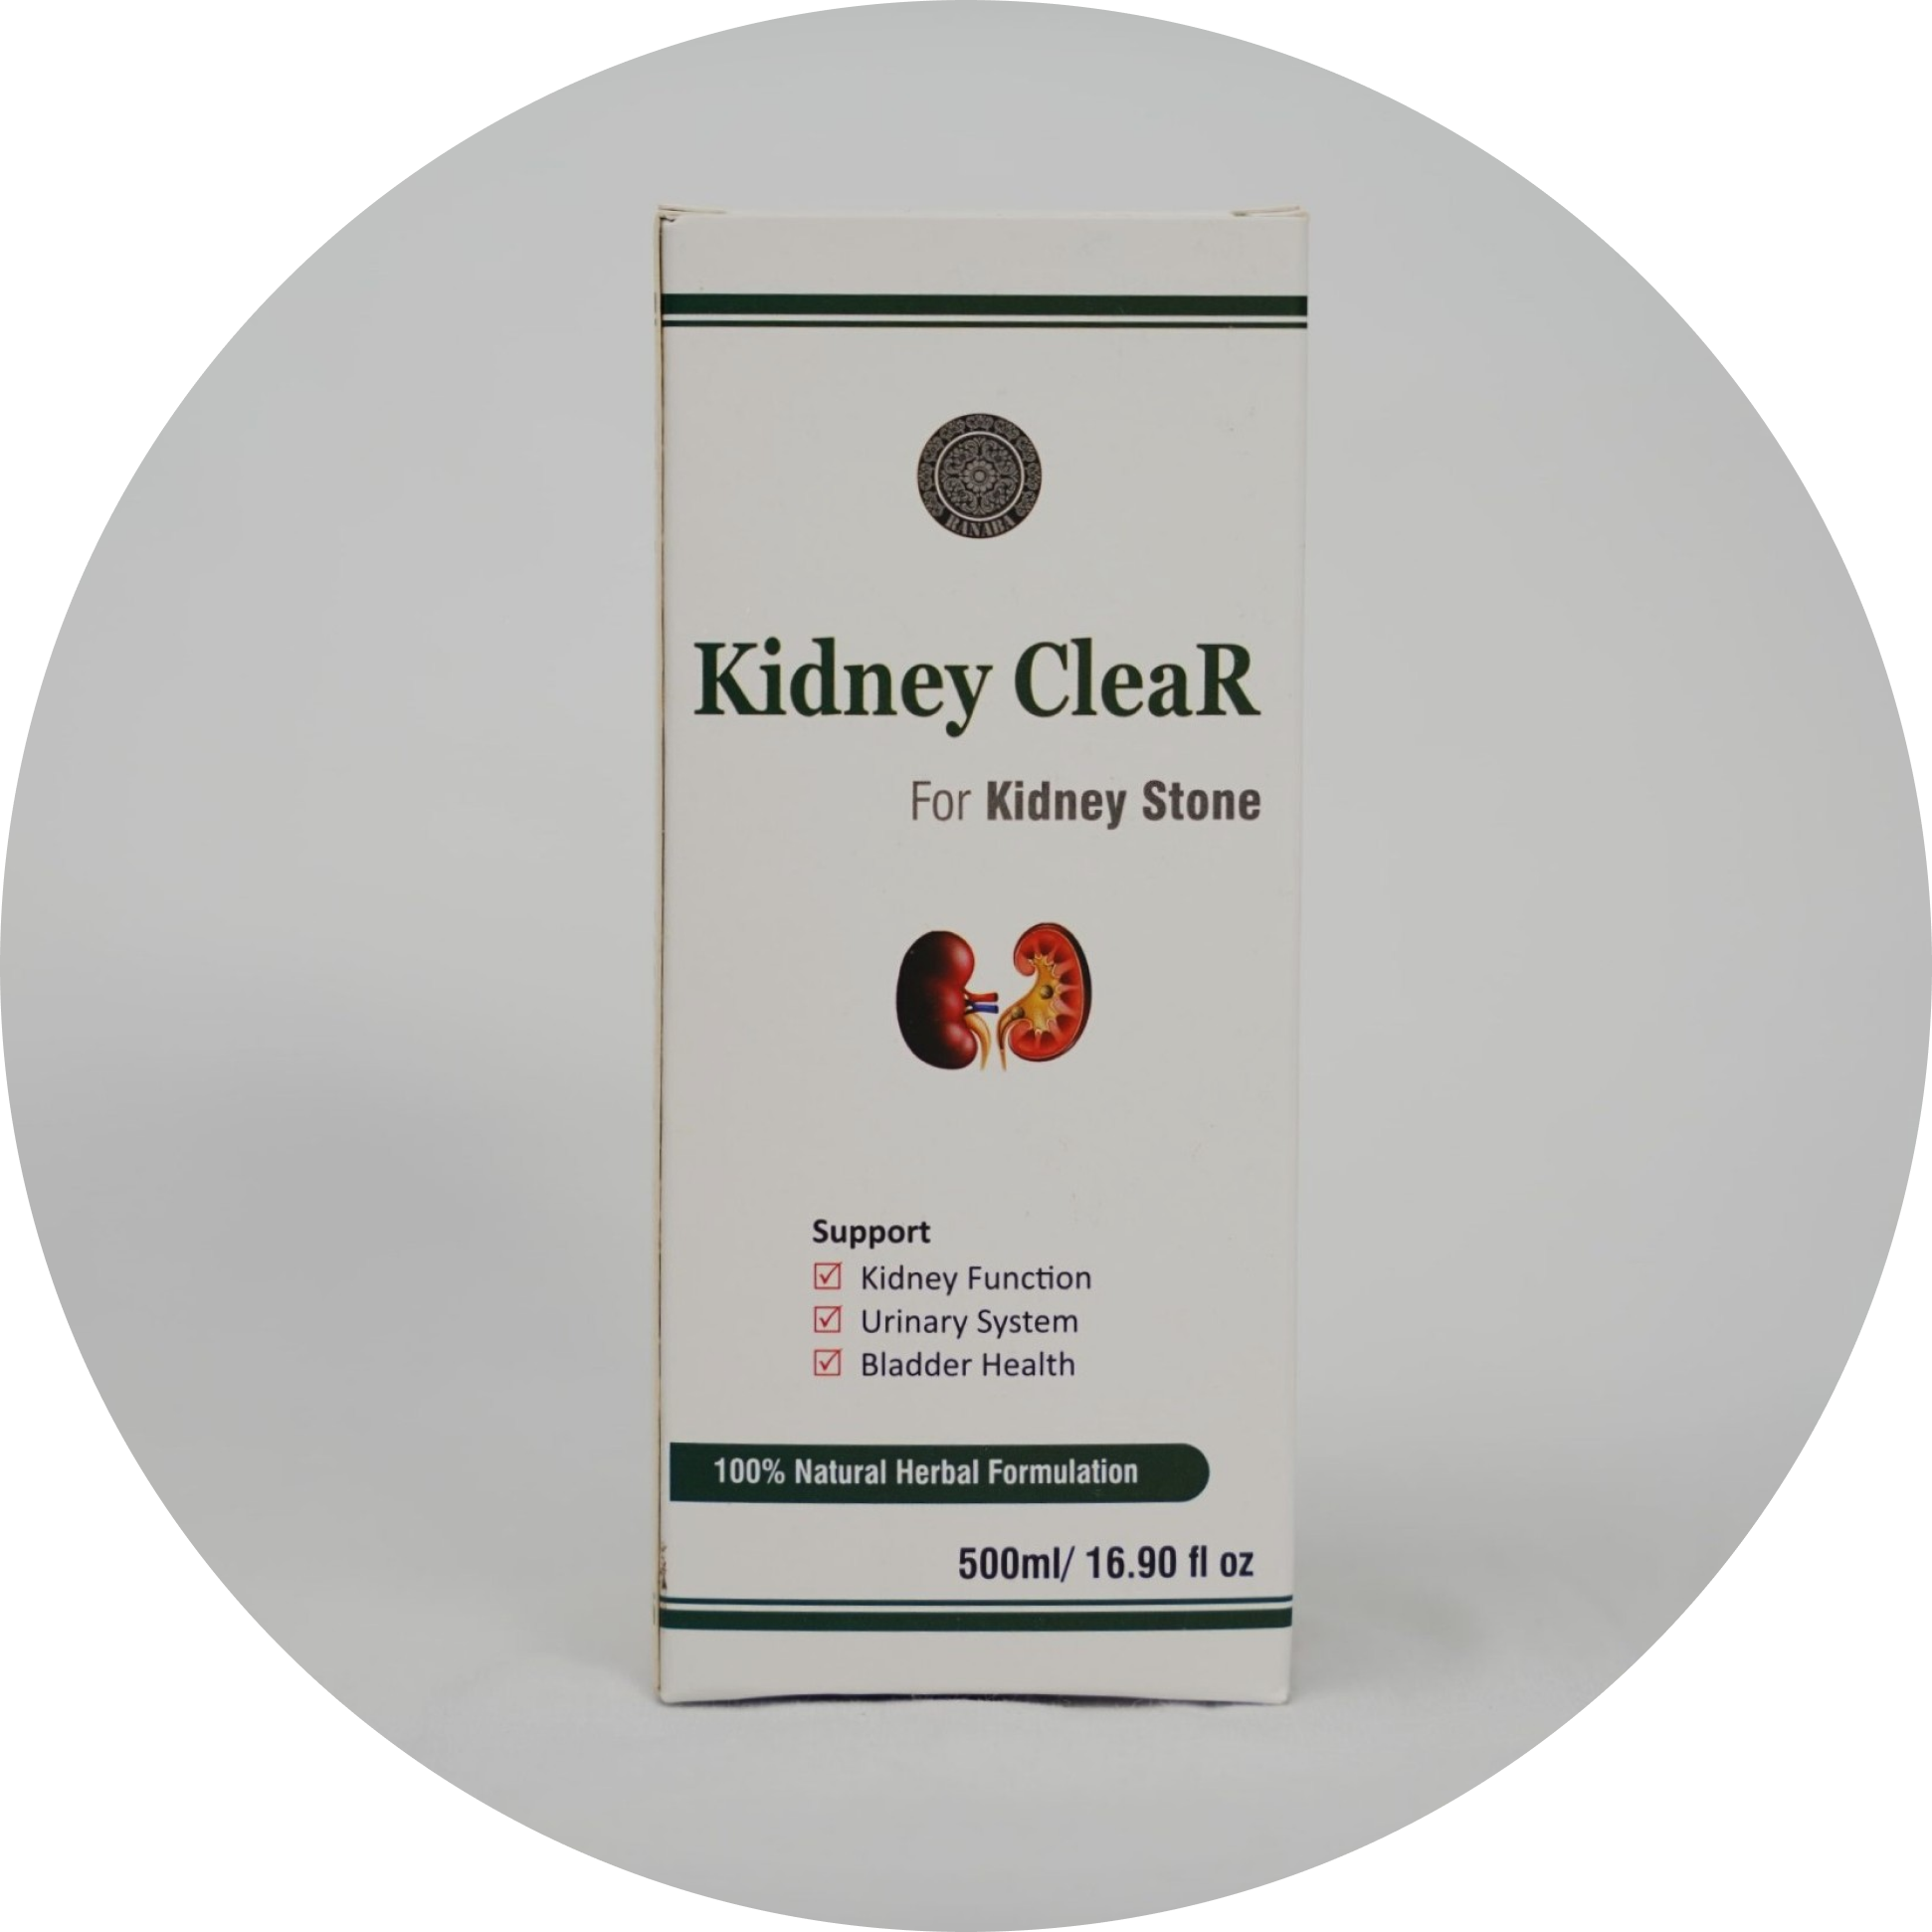 RANABA
Kidney CleaR
For Kidney Stone
Support
Kidney Function
Urinary System
Bladder Health
100% Natural Herbal Formulation
500ml/ 16.90 fl oz